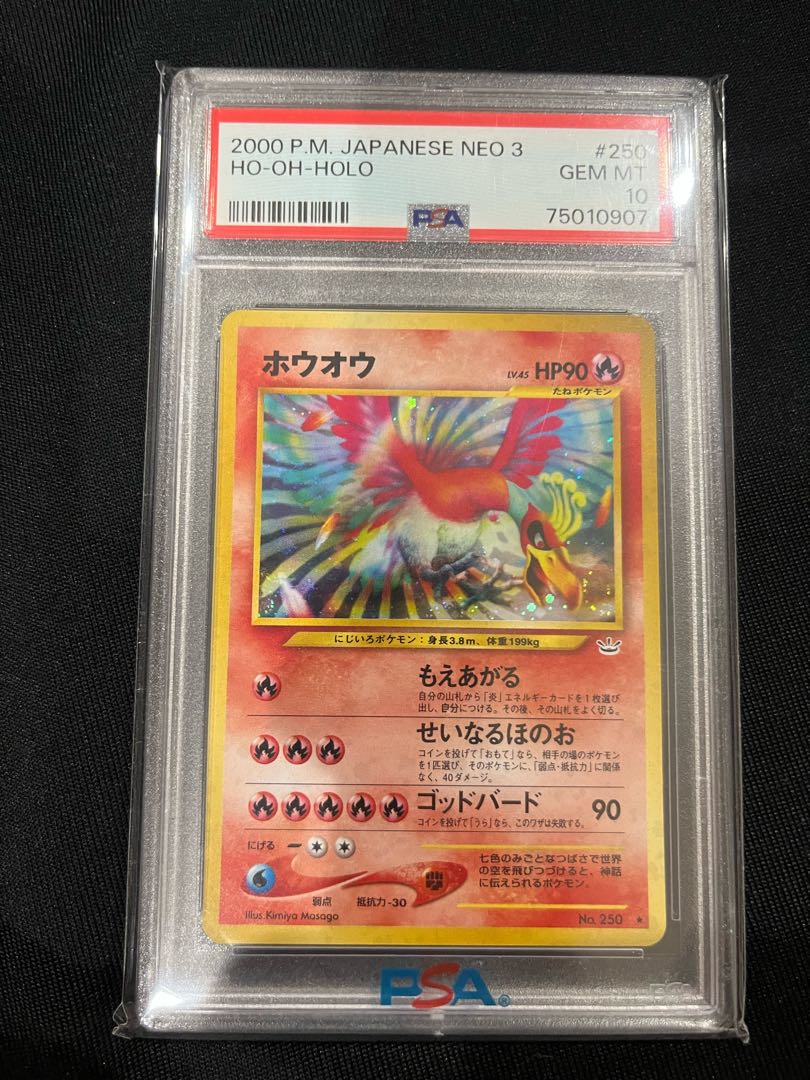 2000 P.M. JAPANESE NEO 3 #250
HO-OH-HOLO GEM MT
10
PSA 75010907
ホウオウ LV.45 HP90
たねポケモン
にじいろポケモン：身長3.8m、体重199kg
もえあがる
自分の山札から「炎」エネルギーカードを1枚選び
出し、自分につける。その後、その山札をよく切る。
せいなるほのお
コインを投げて「おもて」なら、相手の場のポケモン
を1匹選び、そのポケモンに、「弱点・抵抗力」に関係
なく、40ダメージ。
ゴッドバード 90
コインを投げて「うら」なら、このワザは失敗する。
にげる
七色のみごとなつばさで世界
の空を飛びつづけると、神話
に伝えられるポケモン。
弱点 抵抗力 -30
Illus. Kimiya Masago No. 250 ★
PSA®